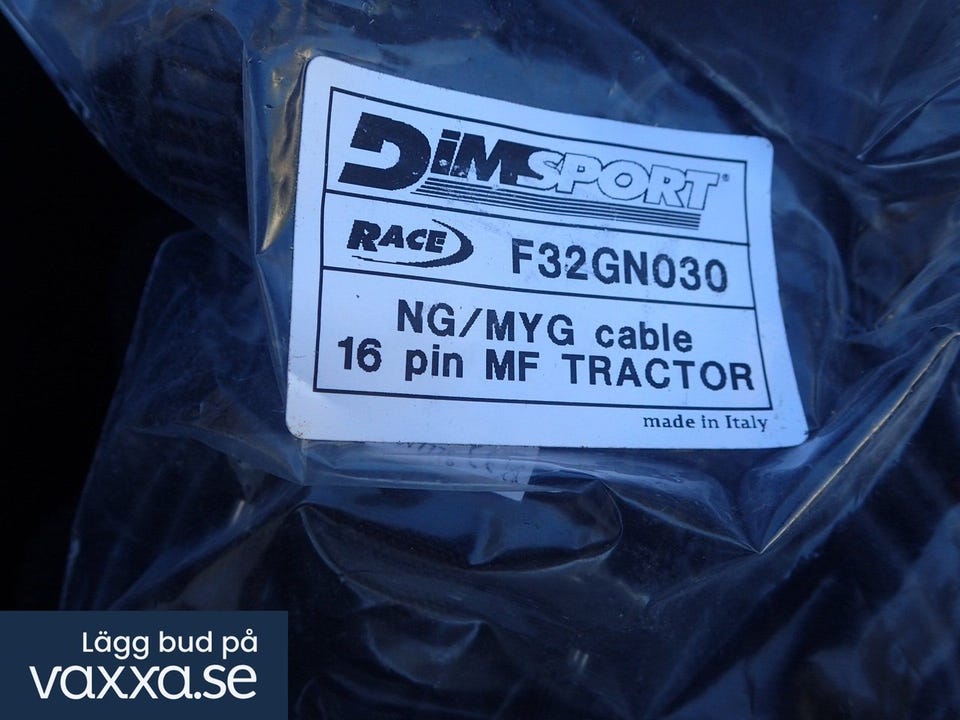 DiMSPORT®
RACE F32GN030
NG/MYG cable
16 pin MF TRACTOR
made in Italy
Lägg bud på
vaxxa.se